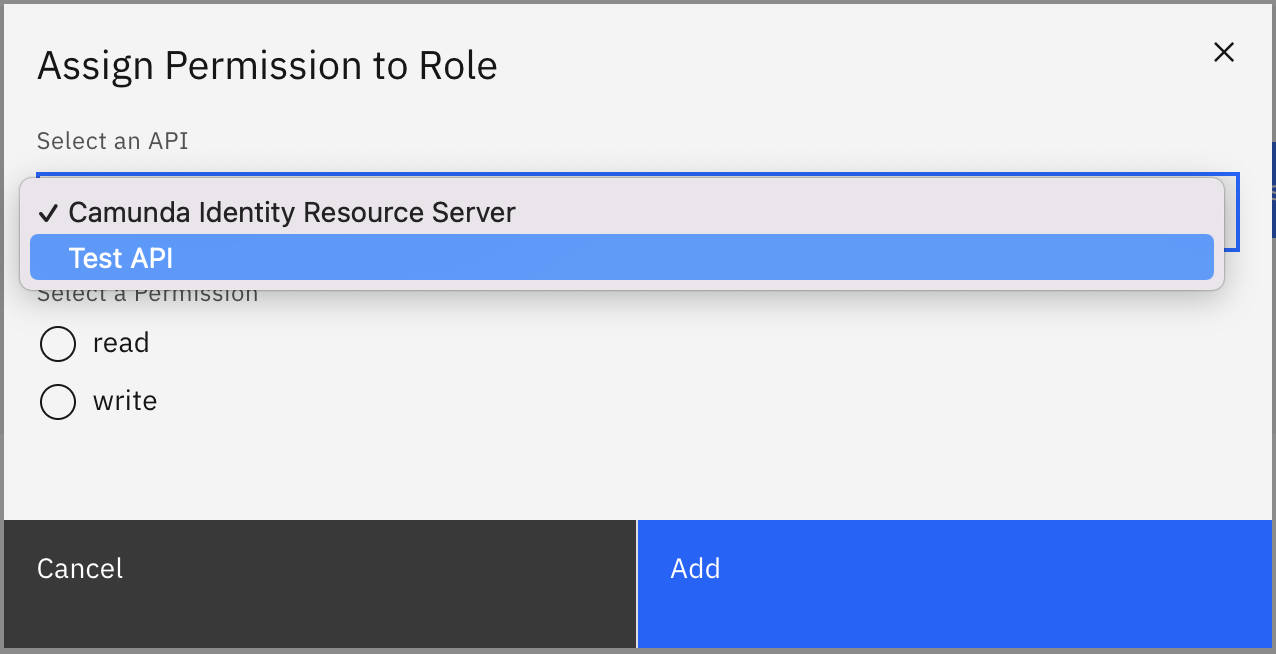 Assign Permission to Role
Select an API
✓ Camunda Identity Resource Server
Test API
Select a Permission
read
write
Cancel
Add